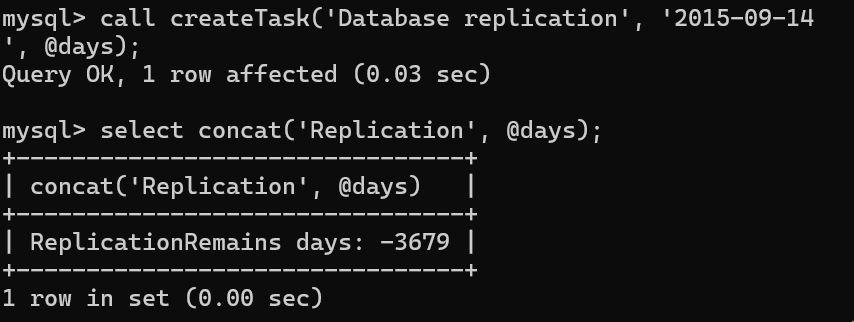 mysql> call createTask('Database replication', '2015-09-14
', @days);
Query OK, 1 row affected (0.03 sec)

mysql> select concat('Replication', @days);
+--------------------------------+
| concat('Replication', @days)   |
+--------------------------------+
| ReplicationRemains days: -3679 |
+--------------------------------+
1 row in set (0.00 sec)